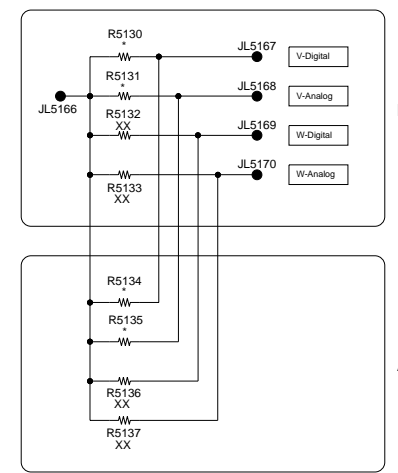 R5130
*
JL5167
V-Digital
R5131
*
JL5168
V-Analog
JL5166
R5132
XX
JL5169
W-Digital
JL5170
W-Analog
R5133
XX
R5134
*
R5135
*
R5136
XX
R5137
XX